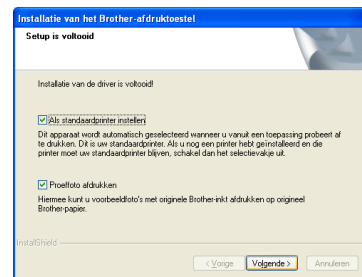 Installatie van het Brother-afdruktoestel
Setup is voltooid
Installatie van de driver is voltooid!
Als standaardprinter instellen
Dit apparaat wordt automatisch geselecteerd wanneer u vanuit een toepassing probeert af
te drukken. Dit is uw standaardprinter. Als u nog een printer hebt geïnstalleerd en die
printer moet uw standaardprinter blijven, schakel dan het selectievakje uit.
Proeffoto afdrukken
Hiermee kunt u voorbeeldfoto's met originele Brother-inkt afdrukken op origineel
Brother-papier.
InstallShield
< Vorige Volgende > Annuleren